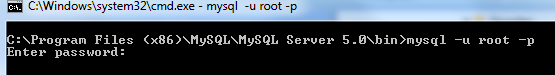 C:\Windows\system32\cmd.exe - mysql -u root -p
C:\Program Files (x86)\MySQL\MySQL Server 5.0\bin>mysql -u root -p
Enter password: